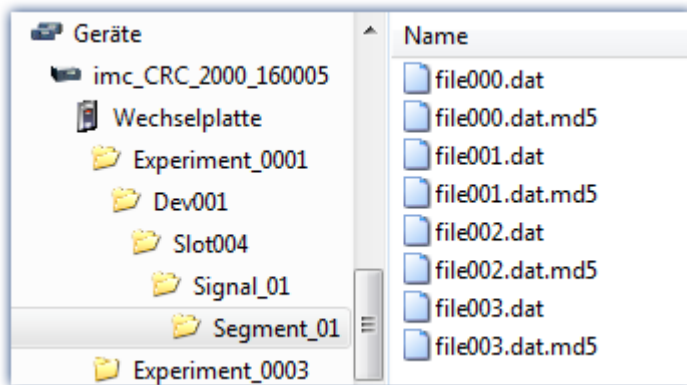 Geräte
imc_CRC_2000_160005
Wechselplatte
Experiment_0001
Dev001
Slot004
Signal_01
Segment_01
Experiment_0003
Name
file000.dat
file000.dat.md5
file001.dat
file001.dat.md5
file002.dat
file002.dat.md5
file003.dat
file003.dat.md5